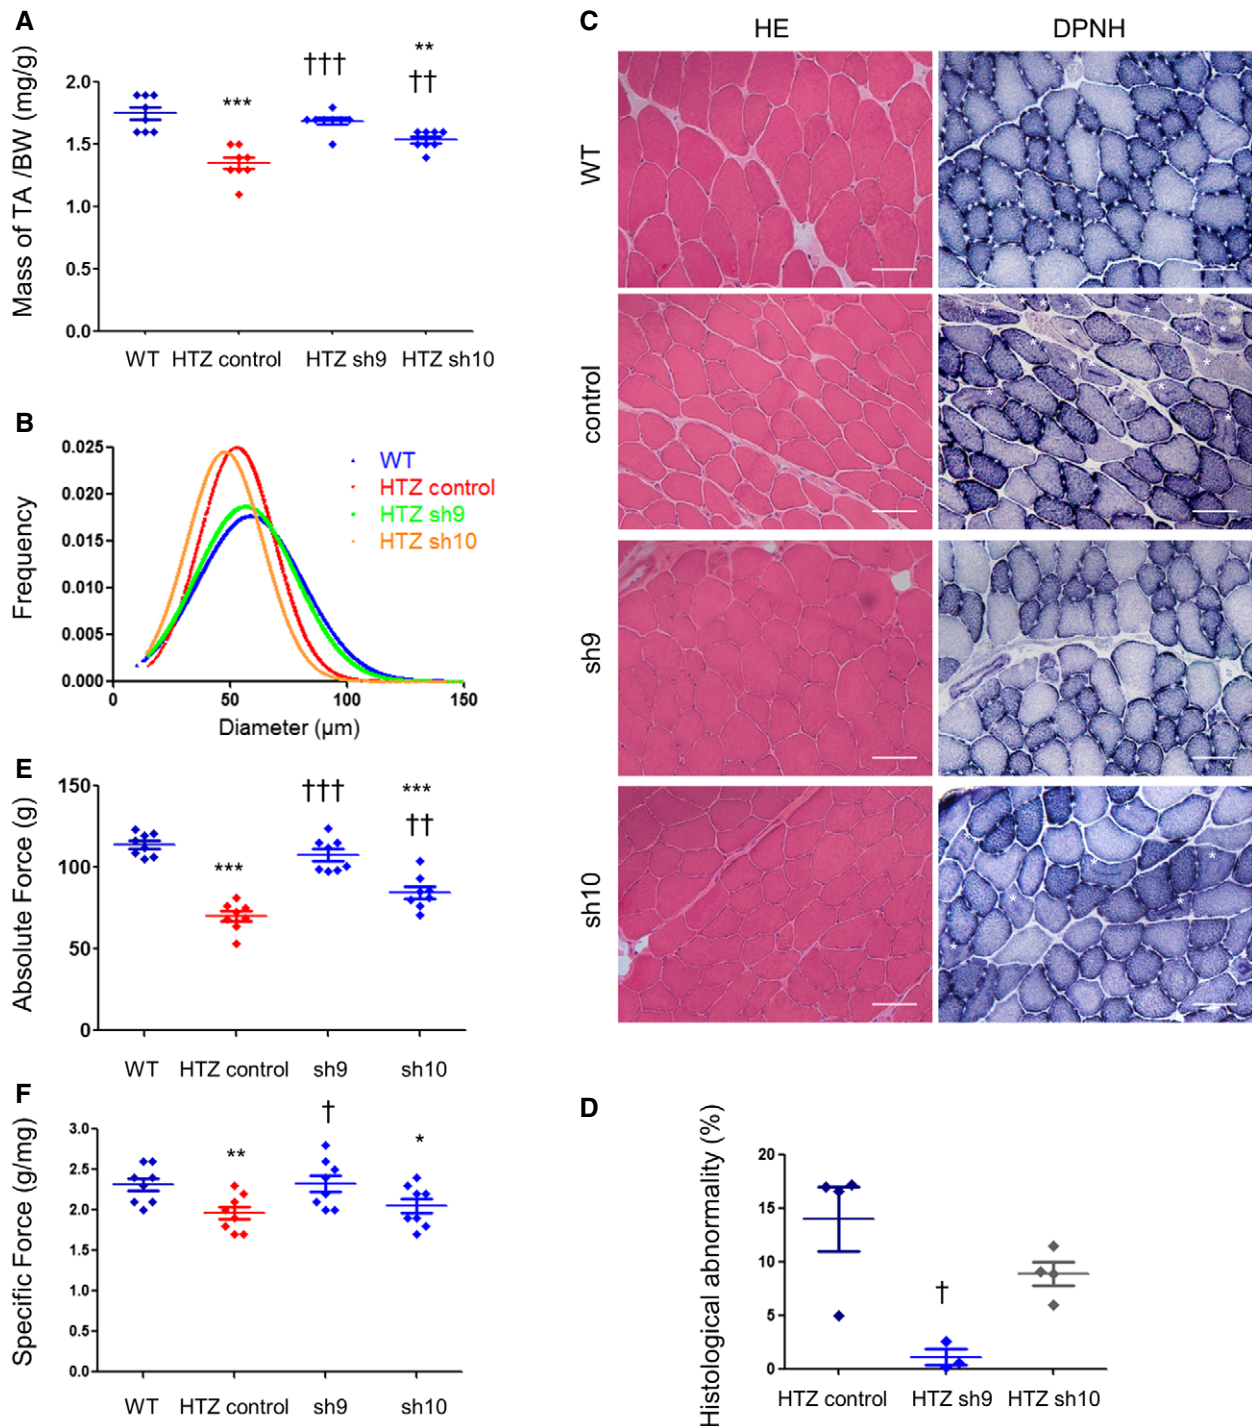 A
Mass of TA /BW (mg/g)
2.0
1.5
1.0
0.5
0.0
***
†††
**
††
WT HTZ control HTZ sh9 HTZ sh10
B
Frequency
0.025
0.020
0.015
0.010
0.005
0.000
WT
HTZ control
HTZ sh9
HTZ sh10
0 50 100 150
Diameter (µm)
C
HE DPNH
WT
control
sh9
sh10
E
Absolute Force (g)
150
100
50
0
***
†††
***
††
WT HTZ control sh9 sh10
F
Specific Force (g/mg)
3.0
2.5
2.0
1.5
1.0
0.5
0.0
**
†
*
WT HTZ control sh9 sh10
D
Histological abnormality (%)
20
15
10
5
0
†
HTZ control HTZ sh9 HTZ sh10